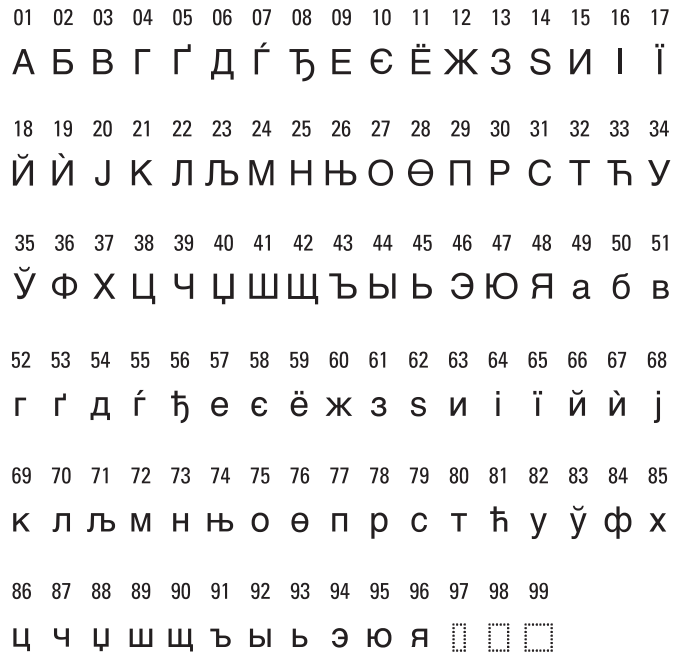 01 02 03 04 05 06 07 08 09 10 11 12 13 14 15 16 17
А Б В Г Ґ Д Ѓ Ђ Е Є Ё Ж З Ѕ И І Ї
18 19 20 21 22 23 24 25 26 27 28 29 30 31 32 33 34
Й Ѝ Ј К Л Љ М Н Њ О Ѳ П Р С Т Ћ У
35 36 37 38 39 40 41 42 43 44 45 46 47 48 49 50 51
Ў Ф Х Ц Ч Џ Ш Щ Ъ Ы Ь Э Ю Я а б в
52 53 54 55 56 57 58 59 60 61 62 63 64 65 66 67 68
г ґ д ѓ ђ е є ё ж з ѕ и і ї й ѝ ј
69 70 71 72 73 74 75 76 77 78 79 80 81 82 83 84 85
к л љ м н њ о ѳ п р с т ћ у ў ф х
86 87 88 89 90 91 92 93 94 95 96 97 98 99
ц ч џ ш щ ъ ы ь э ю я